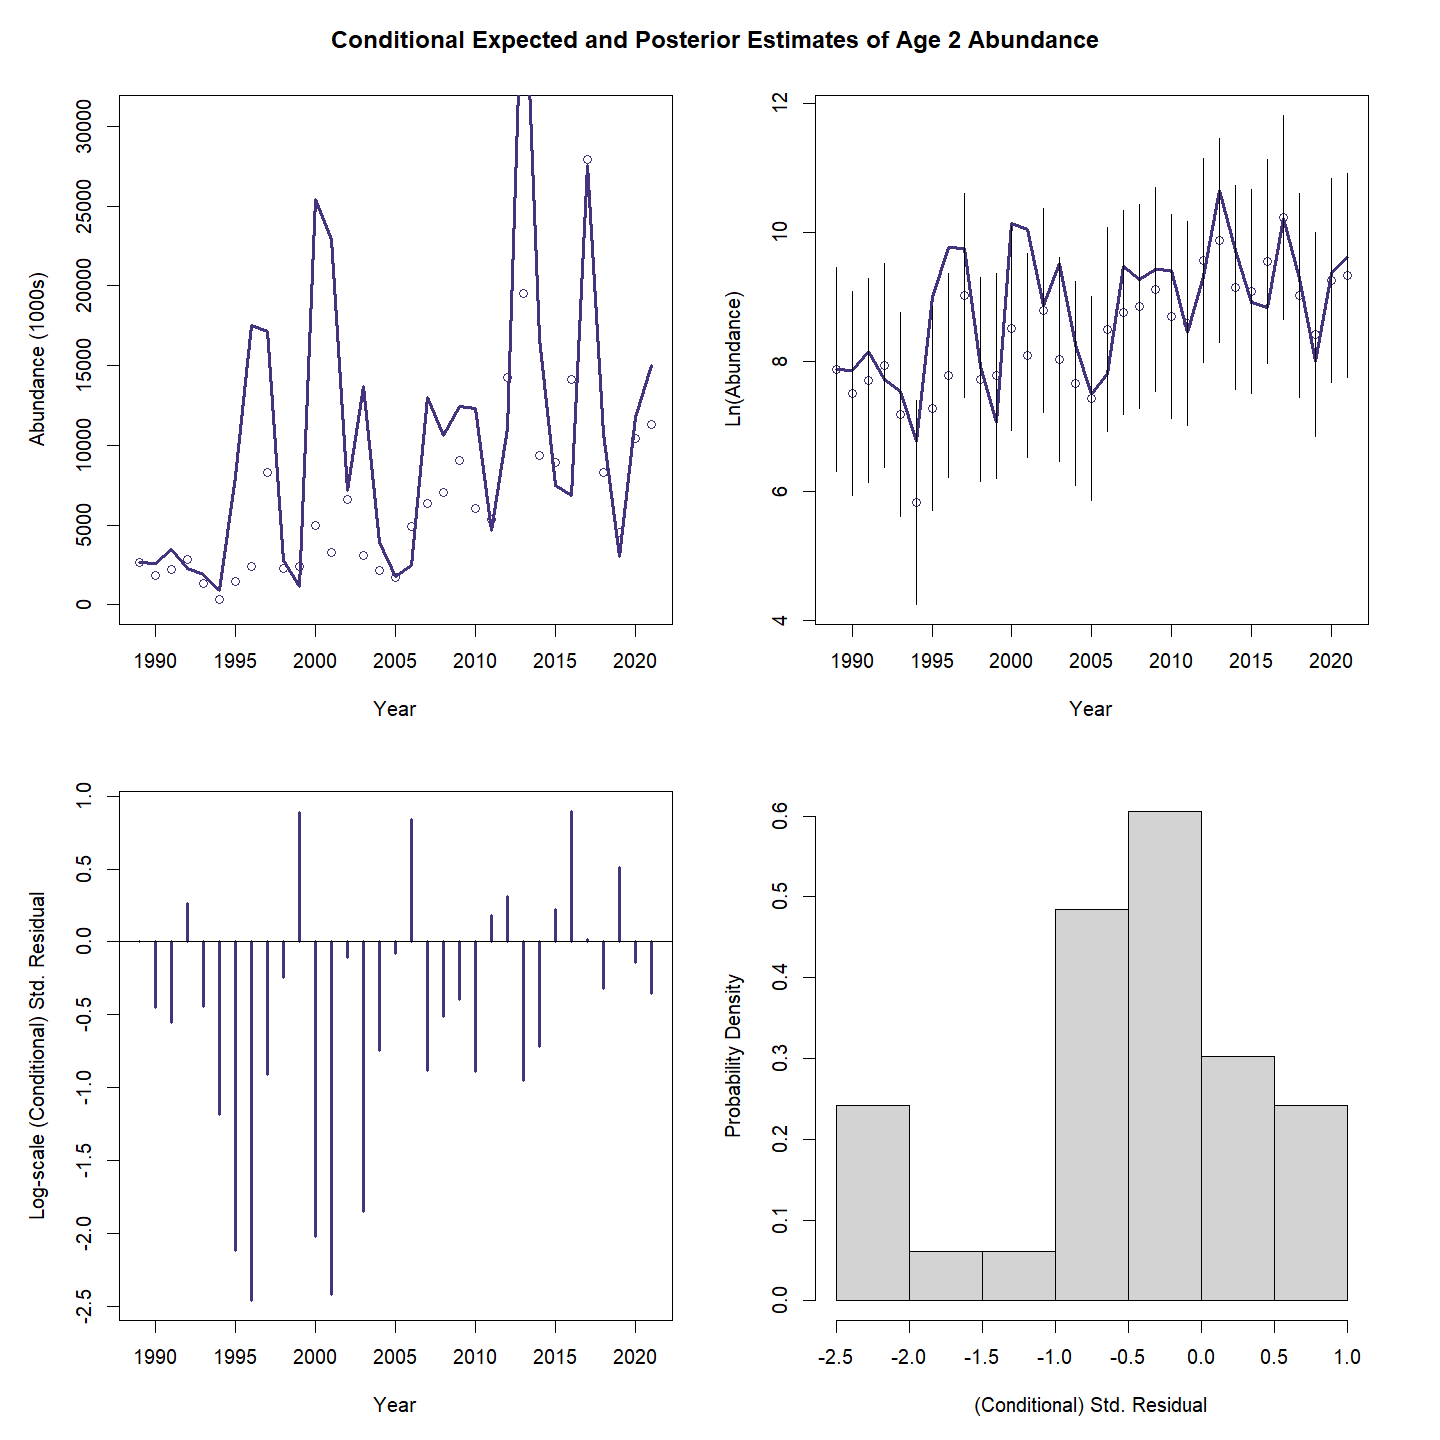 Conditional Expected and Posterior Estimates of Age 2 Abundance
Abundance (1000s)
30000
25000
20000
15000
10000
5000
0
1990 1995 2000 2005 2010 2015 2020
Year
Ln(Abundance)
12
10
8
6
4
1990 1995 2000 2005 2010 2015 2020
Year
Log-scale (Conditional) Std. Residual
1.0
0.5
0.0
-0.5
-1.0
-1.5
-2.0
-2.5
1990 1995 2000 2005 2010 2015 2020
Year
Probability Density
0.6
0.5
0.4
0.3
0.2
0.1
0.0
-2.5 -2.0 -1.5 -1.0 -0.5 0.0 0.5 1.0
(Conditional) Std. Residual